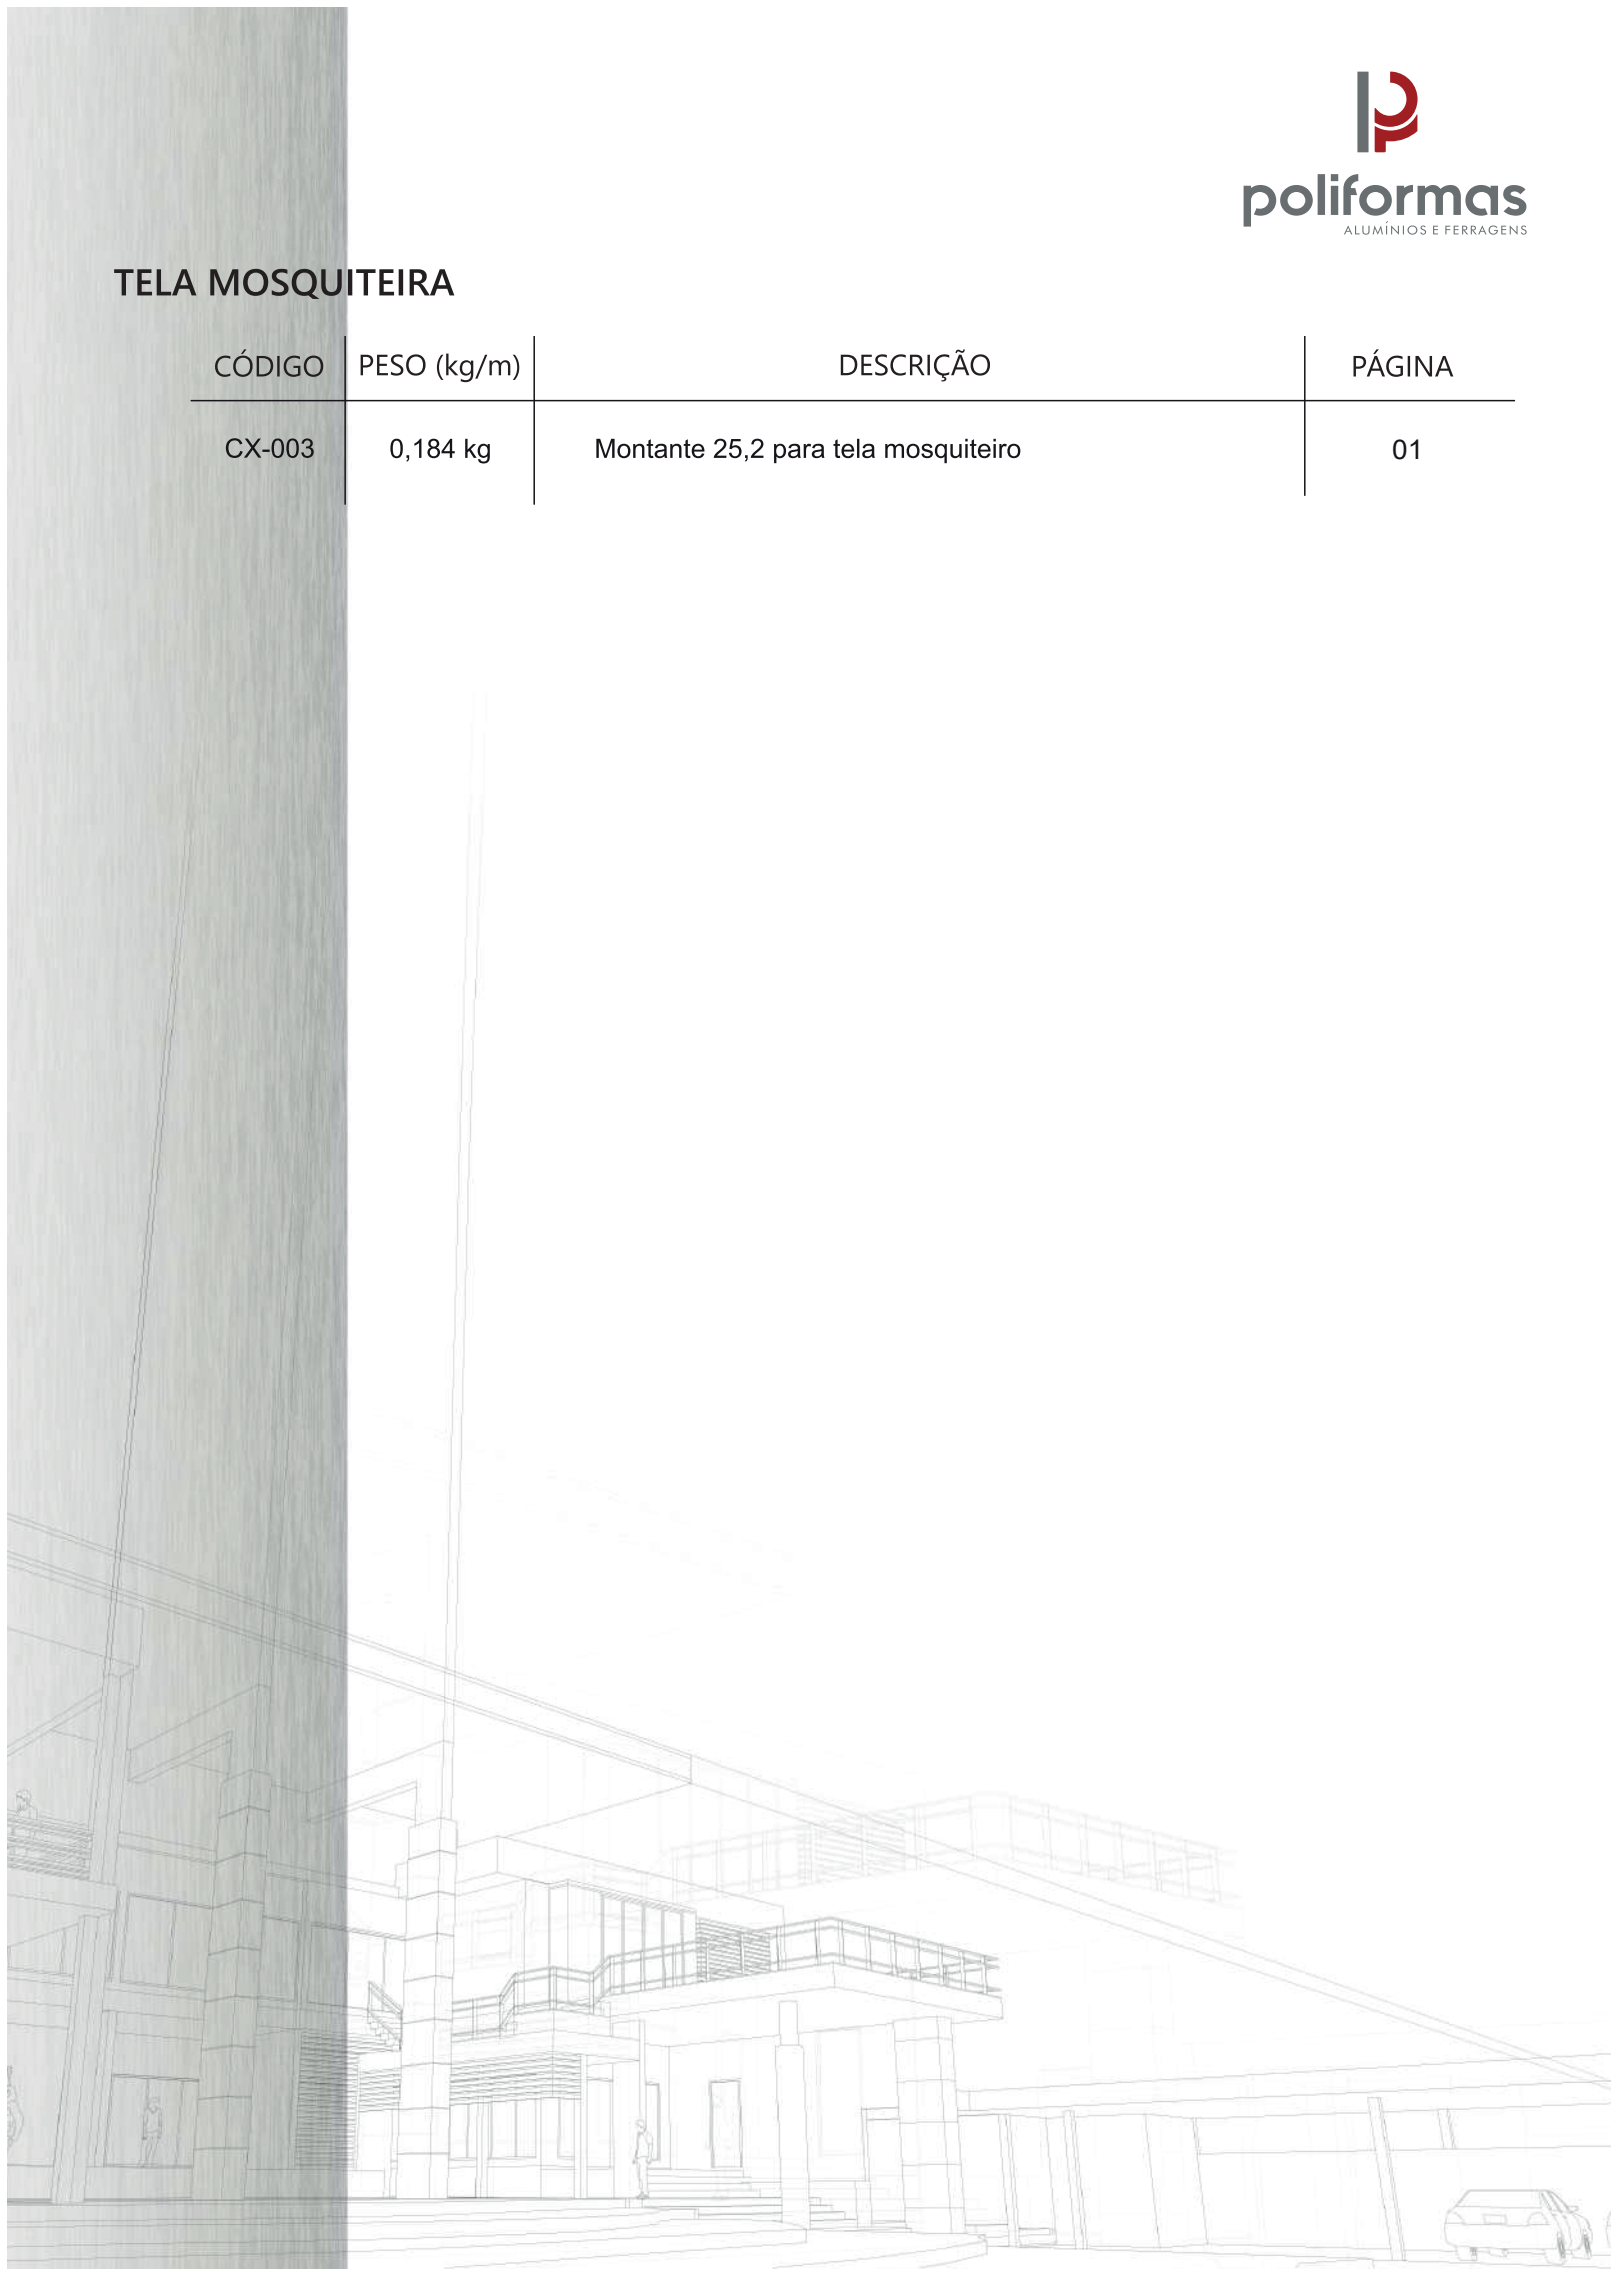 poliformas
ALUMÍNIOS E FERRAGENS
TELA MOSQUITEIRA
CÓDIGO PESO (kg/m) DESCRIÇÃO PÁGINA
CX-003 0,184 kg Montante 25,2 para tela mosquiteiro 01